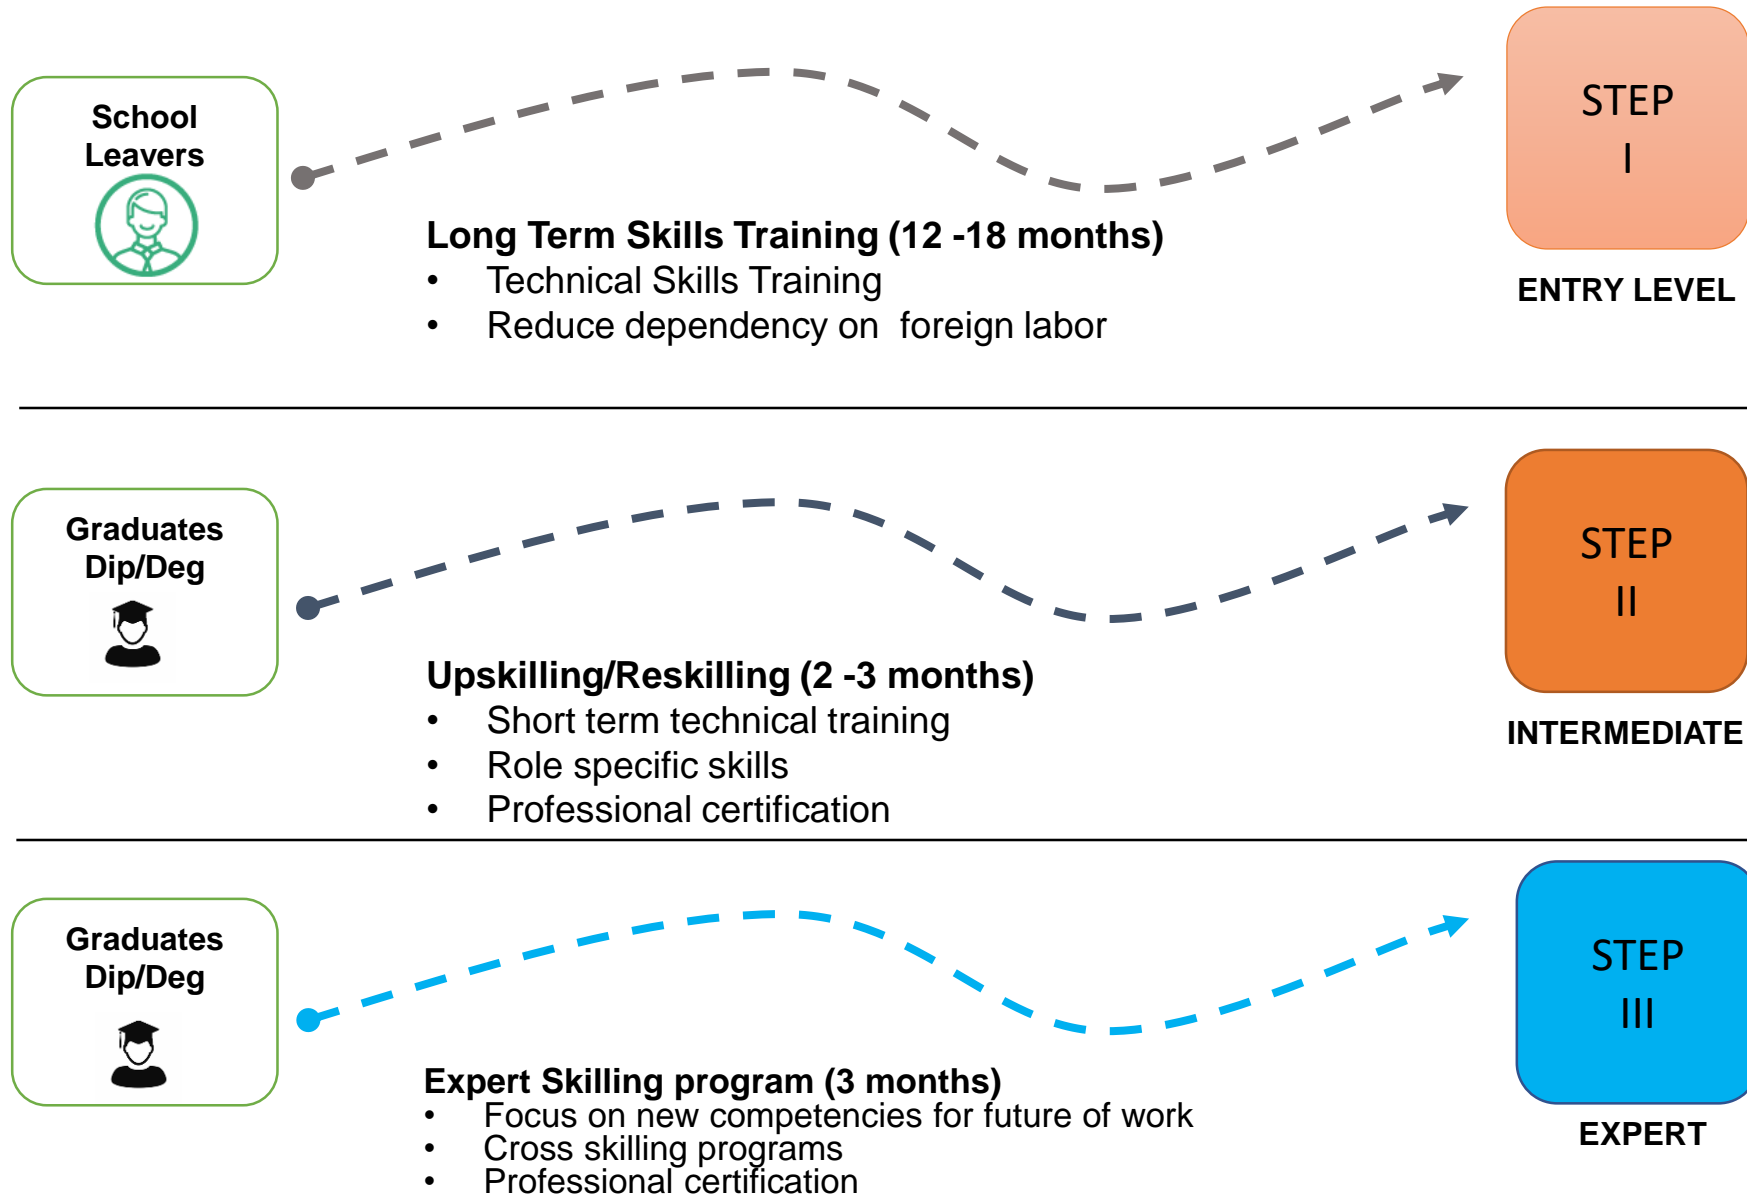 School
Leavers
STEP
I
Long Term Skills Training (12 -18 months)
• Technical Skills Training
• Reduce dependency on  foreign labor
ENTRY LEVEL
Graduates
Dip/Deg
STEP
II
Upskilling/Reskilling (2 -3 months)
• Short term technical training
• Role specific skills
• Professional certification
INTERMEDIATE
Graduates
Dip/Deg
STEP
III
Expert Skilling program (3 months)
• Focus on new competencies for future of work
• Cross skilling programs
• Professional certification
EXPERT